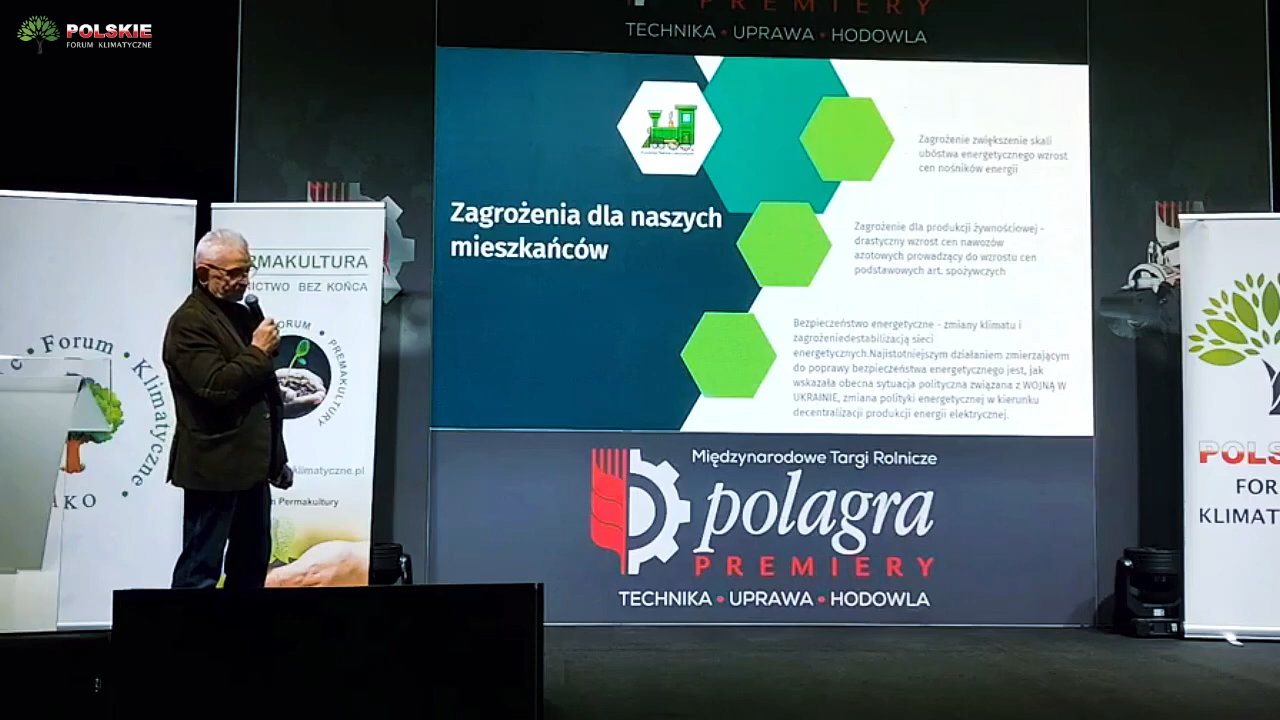 POLSKIE
FORUM KLIMATYCZNE
PREMIERY
TECHNIKA • UPRAWA • HODOWLA
Zagrożenia dla naszych
mieszkańców
Zagrożenie zwiększenie skali
ubóstwa energetycznego wzrost
cen nośników energii
Zagrożenie dla produkcji żywnościowej -
drastyczny wzrost cen nawozów
azotowych prowadzący do wzrostu cen
podstawowych art. spożywczych
Bezpieczeństwo energetyczne - zmiany klimatu i
zagrożeniedestabilizacją sieci
energetycznych.Najistotniejszym działaniem zmierzającym
do poprawy bezpieczeństwa energetycznego jest, jak
wskazała obecna sytuacja polityczna związana z WOJNĄ W
UKRAINIE, zmiana polityki energetycznej w kierunku
decentralizacji produkcji energii elektrycznej.
Międzynarodowe Targi Rolnicze
polagra
PREMIERY
TECHNIKA • UPRAWA • HODOWLA
• Forum • Klimatyczne •
KO
RMAKULTURA
NICTWO BEZ KOŃCA
FORUM • PREMAKULTURY
klimatyczne.pl
m Permakultury
POLS
FOR
KLIMAT